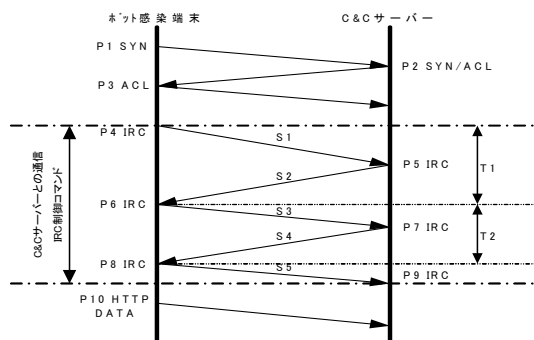 ボット感染端末
C&Cサーバー
P1 SYN
P2 SYN/ACL
P3 ACL
P4 IRC
S1
P5 IRC
T1
S2
P6 IRC
S3
P7 IRC
S4
T2
P8 IRC
S5
P9 IRC
P10 HTTP
DATA
C&Cサーバーとの通信
IRC制御コマンド